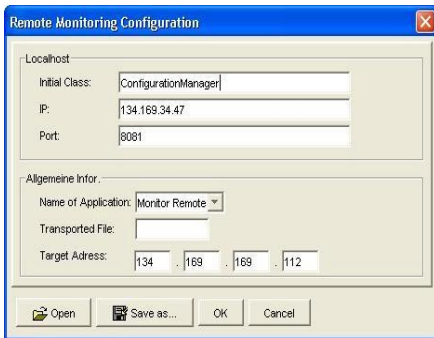 Remote Monitoring Configuration
Localhost
Initial Class: ConfigurationManager
IP: 134.169.34.47
Port: 8081
Allgemeine Infor.
Name of Application: Monitor Remote
Transported File:
Target Adress: 134 . 169 . 169 . 112
Open Save as... OK Cancel